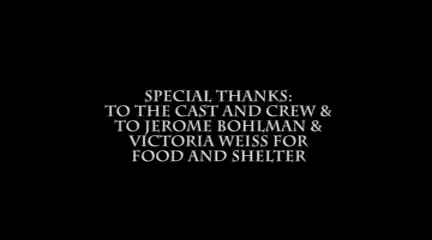 SPECIAL THANKS:
TO THE CAST AND CREW &
TO JEROME BOHLMAN &
VICTORIA WEISS FOR
FOOD AND SHELTER